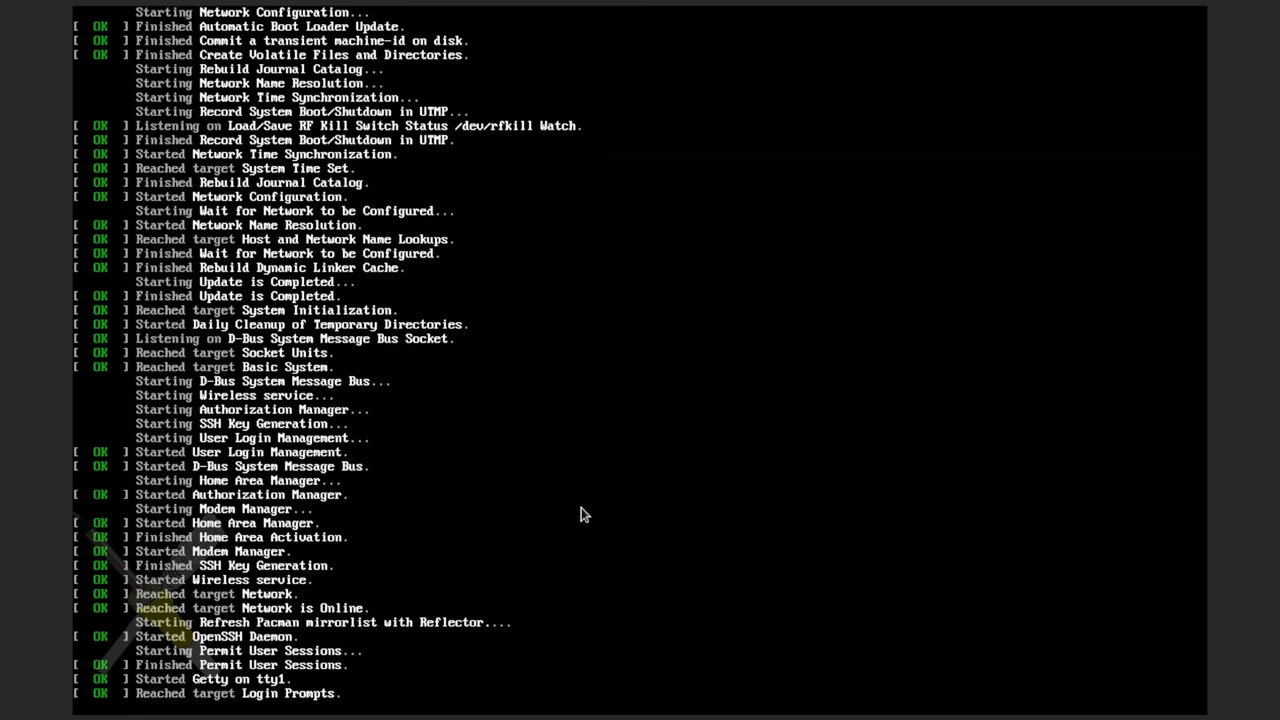 Starting Network Configuration...
[  OK  ] Finished Automatic Boot Loader Update.
[  OK  ] Finished Commit a transient machine-id on disk.
[  OK  ] Finished Create Volatile Files and Directories.
         Starting Rebuild Journal Catalog...
         Starting Network Name Resolution...
         Starting Network Time Synchronization...
         Starting Record System Boot/Shutdown in UTMP...
[  OK  ] Listening on Load/Save RF Kill Switch Status /dev/rfkill Watch.
[  OK  ] Finished Record System Boot/Shutdown in UTMP.
[  OK  ] Started Network Time Synchronization.
[  OK  ] Reached target System Time Set.
[  OK  ] Finished Rebuild Journal Catalog.
[  OK  ] Started Network Configuration.
         Starting Wait for Network to be Configured...
[  OK  ] Started Network Name Resolution.
[  OK  ] Reached target Host and Network Name Lookups.
[  OK  ] Finished Wait for Network to be Configured.
[  OK  ] Finished Rebuild Dynamic Linker Cache.
         Starting Update is Completed...
[  OK  ] Finished Update is Completed.
[  OK  ] Reached target System Initialization.
[  OK  ] Started Daily Cleanup of Temporary Directories.
[  OK  ] Listening on D-Bus System Message Bus Socket.
[  OK  ] Reached target Socket Units.
[  OK  ] Reached target Basic System.
         Starting D-Bus System Message Bus...
         Starting Wireless service...
         Starting Authorization Manager...
         Starting SSH Key Generation...
         Starting User Login Management...
[  OK  ] Started User Login Management.
[  OK  ] Started D-Bus System Message Bus.
         Starting Home Area Manager...
[  OK  ] Started Authorization Manager.
         Starting Modem Manager...
[  OK  ] Started Home Area Manager.
[  OK  ] Finished Home Area Activation.
[  OK  ] Started Modem Manager.
[  OK  ] Finished SSH Key Generation.
[  OK  ] Started Wireless service.
[  OK  ] Reached target Network.
[  OK  ] Reached target Network is Online.
         Starting Refresh Pacman mirrorlist with Reflector....
[  OK  ] Started OpenSSH Daemon.
         Starting Permit User Sessions...
[  OK  ] Finished Permit User Sessions.
[  OK  ] Started Getty on tty1.
[  OK  ] Reached target Login Prompts.